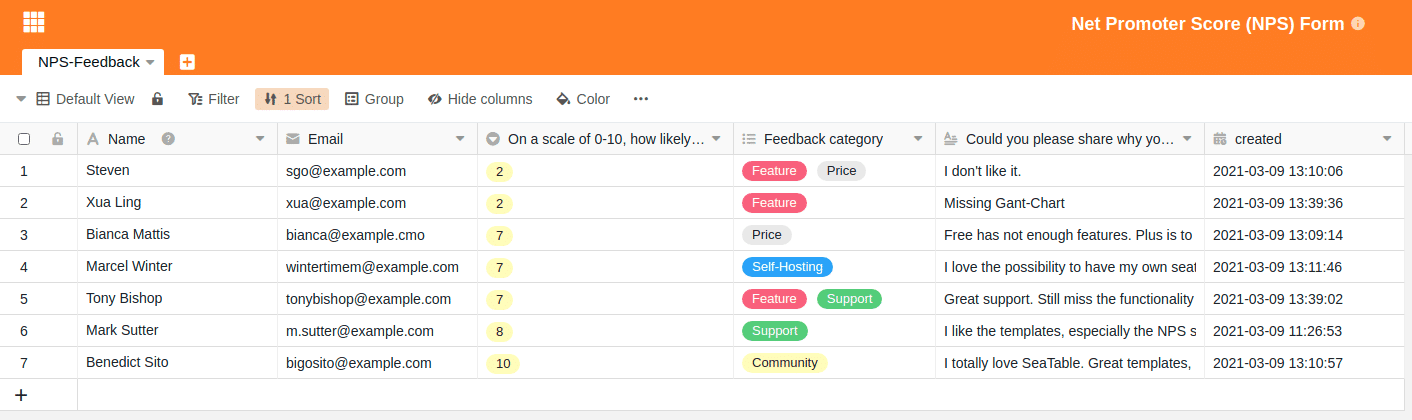 Net Promoter Score (NPS) Form
NPS-Feedback
Default View Filter 1 Sort Group Hide columns Color
Name Email On a scale of 0-10, how likely… Feedback category Could you please share why yo… created
1 Steven sgo@example.com 2 Feature Price I don't like it. 2021-03-09 13:10:06
2 Xua Ling xua@example.com 2 Feature Missing Gant-Chart 2021-03-09 13:39:36
3 Bianca Mattis bianca@example.cmo 7 Price Free has not enough features. Plus is to 2021-03-09 13:09:14
4 Marcel Winter wintertimem@example.com 7 Self-Hosting I love the possibility to have my own seat 2021-03-09 13:11:46
5 Tony Bishop tonybishop@example.com 7 Feature Support Great support. Still miss the functionality 2021-03-09 13:39:02
6 Mark Sutter m.sutter@example.com 8 Support I like the templates, especially the NPS s 2021-03-09 11:26:53
7 Benedict Sito bigosito@example.com 10 Community I totally love SeaTable. Great templates, 2021-03-09 13:10:57